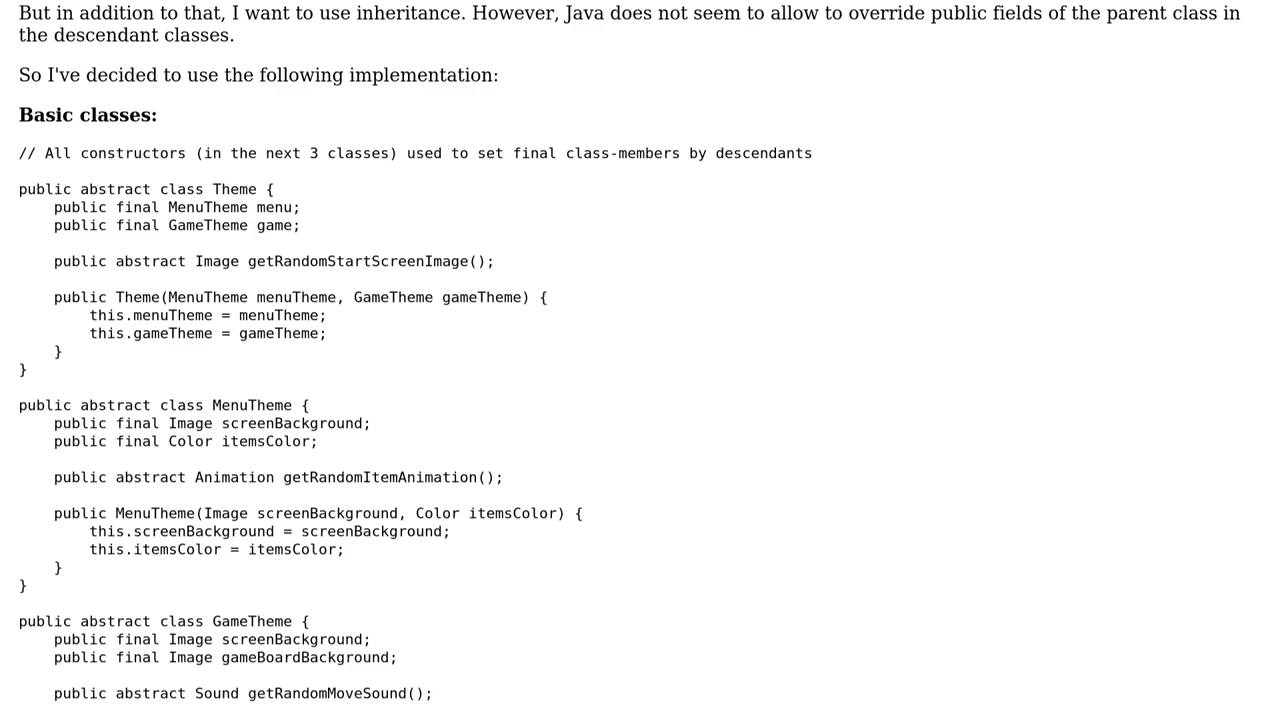 But in addition to that, I want to use inheritance. However, Java does not seem to allow to override public fields of the parent class in
the descendant classes.
So I've decided to use the following implementation:
Basic classes:
// All constructors (in the next 3 classes) used to set final class-members by descendants
public abstract class Theme {
    public final MenuTheme menu;
    public final GameTheme game;
    public abstract Image getRandomStartScreenImage();
    public Theme(MenuTheme menuTheme, GameTheme gameTheme) {
        this.menuTheme = menuTheme;
        this.gameTheme = gameTheme;
    }
}
public abstract class MenuTheme {
    public final Image screenBackground;
    public final Color itemsColor;
    public abstract Animation getRandomItemAnimation();
    public MenuTheme(Image screenBackground, Color itemsColor) {
        this.screenBackground = screenBackground;
        this.itemsColor = itemsColor;
    }
}
public abstract class GameTheme {
    public final Image screenBackground;
    public final Image gameBoardBackground;
    public abstract Sound getRandomMoveSound();